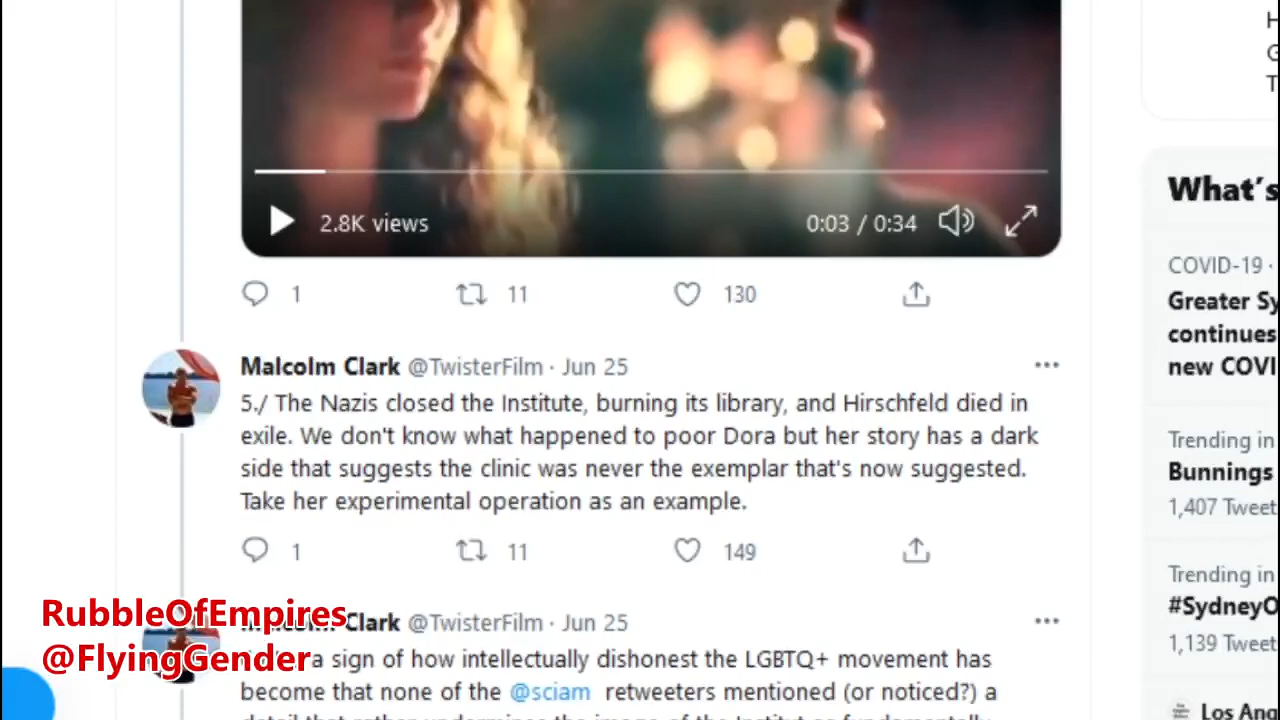 2.8K views
0:03 / 0:34
1
11
130
Malcolm Clark @TwisterFilm · Jun 25
5./ The Nazis closed the Institute, burning its library, and Hirschfeld died in
exile. We don't know what happened to poor Dora but her story has a dark
side that suggests the clinic was never the exemplar that's now suggested.
Take her experimental operation as an example.
1
11
149
Clark @TwisterFilm · Jun 25
a sign of how intellectually dishonest the LGBTQ+ movement has
become that none of the @sciam retweeters mentioned (or noticed?) a
RubbleOfEmpires
@FlyingGender
What's
COVID-19 ·
Greater Sy
continues
new COVI
Trending in
Bunnings
1,407 Tweet
Trending in
#SydneyO
1,139 Tweet
Los Ang